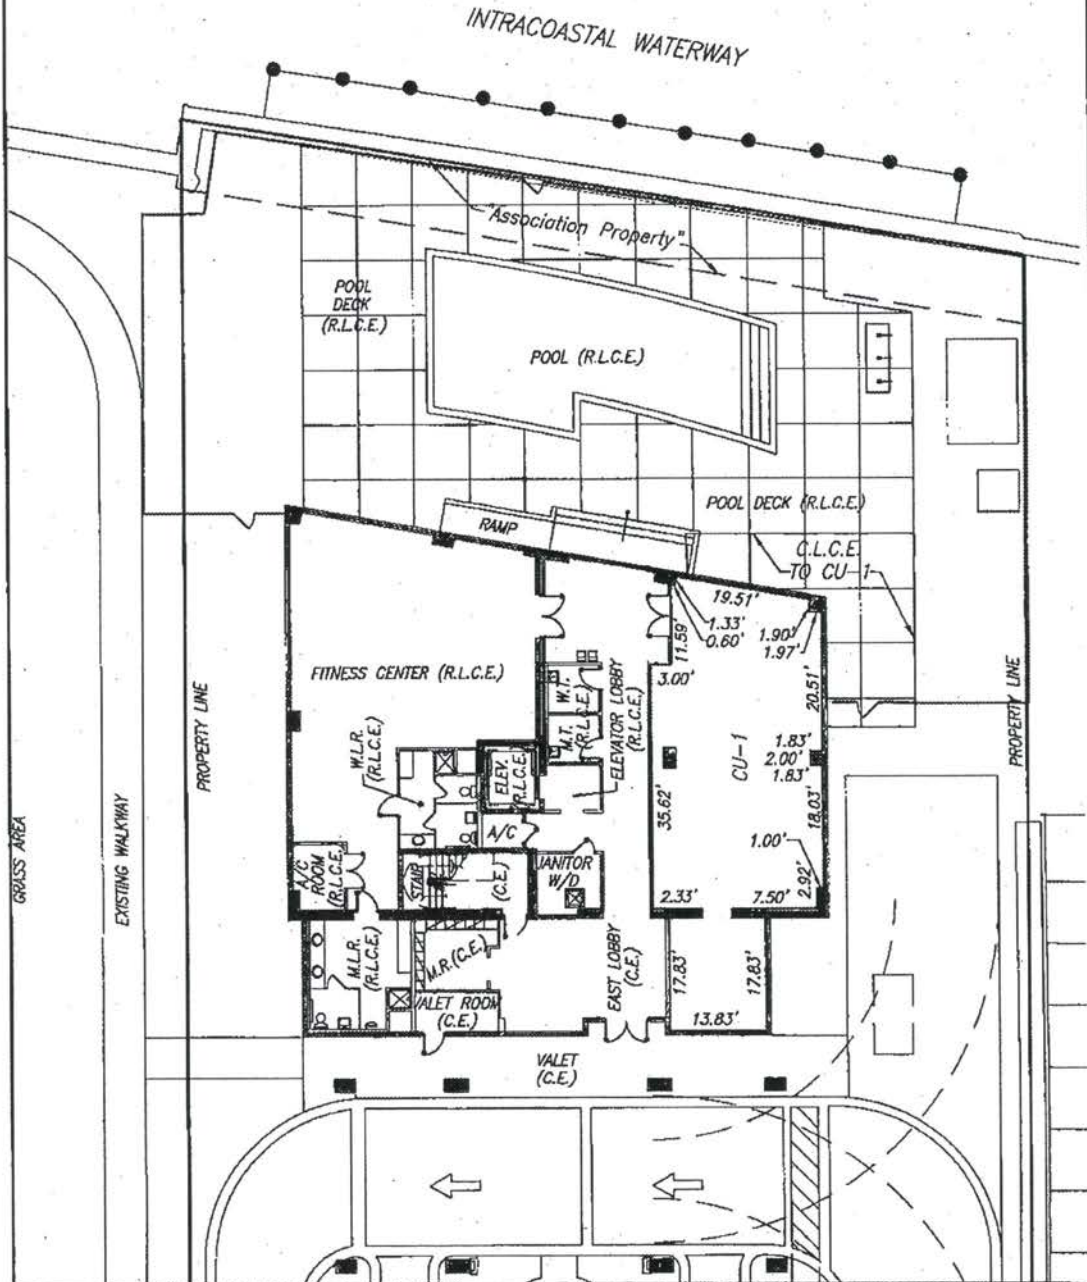 INTRACOASTAL WATERWAY
"Association Property"
POOL
DECK
(R.L.C.E.)
POOL (R.L.C.E.)
POOL DECK (R.L.C.E.)
RAMP
C.L.C.E.
TO CU-1
19.51'
1.33'
0.60'
1.90'
1.97'
11.59'
3.00'
20.51'
FITNESS CENTER (R.L.C.E.)
W.T.
(R.L.C.E.)
M.T.
(R.L.C.E.)
ELEVATOR LOBBY
(R.L.C.E.)
CU-1
1.83'
2.00'
1.83'
18.03'
35.62'
1.00'
2.92'
2.33'
7.50'
PROPERTY LINE
PROPERTY LINE
W.L.R.
(R.L.C.E.)
ELEV.
R.L.C.E.
A/C
A/C
ROOM
(R.L.C.E.)
STAIR
(C.E.)
JANITOR
W/D
GRASS AREA
EXISTING WALKWAY
M.L.R.
(R.L.C.E.)
M.R.(C.E.)
VALET ROOM
(C.E.)
EAST LOBBY
(C.E.)
17.83'
17.83'
13.83'
VALET
(C.E.)